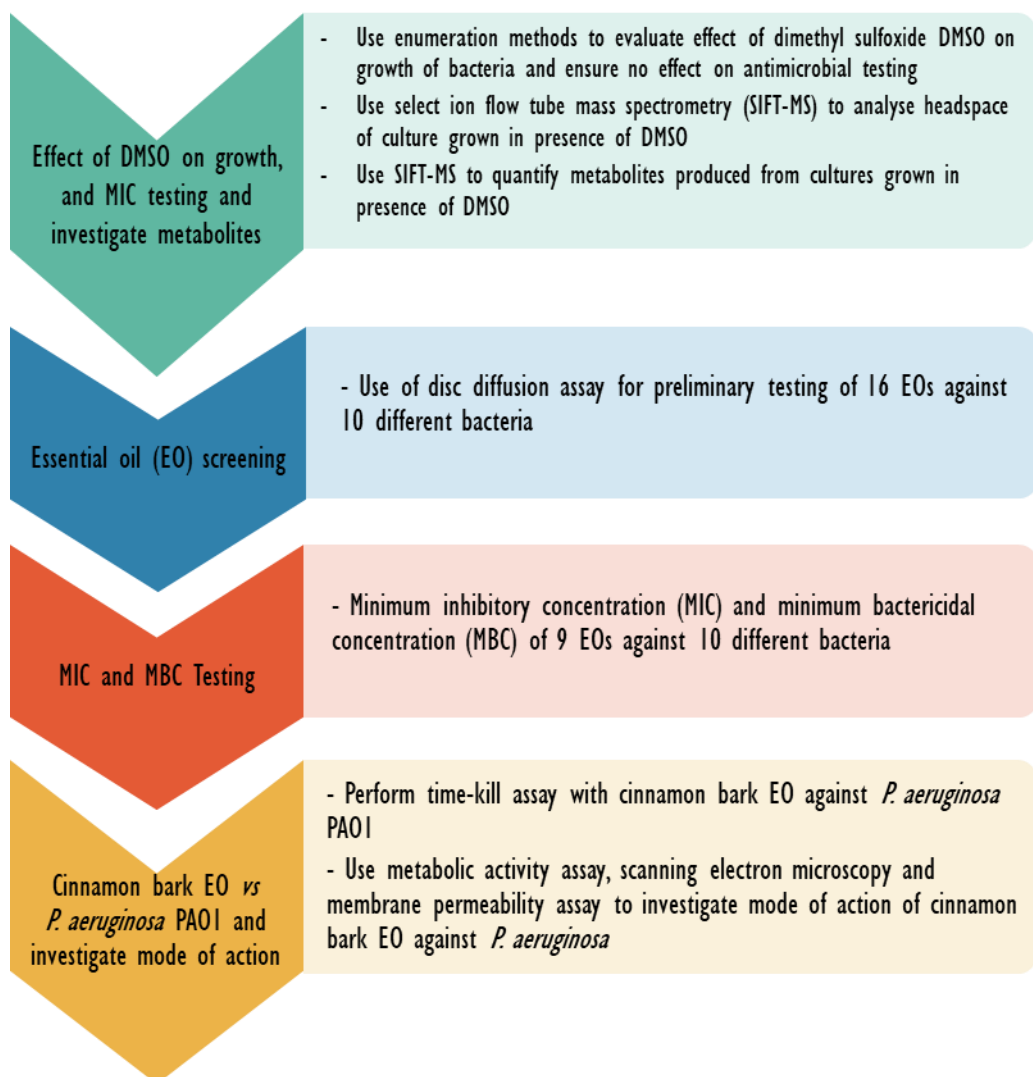 Effect of DMSO on growth,
and MIC testing and
investigate metabolites
- Use enumeration methods to evaluate effect of dimethyl sulfoxide DMSO on
growth of bacteria and ensure no effect on antimicrobial testing
- Use select ion flow tube mass spectrometry (SIFT-MS) to analyse headspace
of culture grown in presence of DMSO
- Use SIFT-MS to quantify metabolites produced from cultures grown in
presence of DMSO
Essential oil (EO) screening
- Use of disc diffusion assay for preliminary testing of 16 EOs against
10 different bacteria
MIC and MBC Testing
- Minimum inhibitory concentration (MIC) and minimum bactericidal
concentration (MBC) of 9 EOs against 10 different bacteria
Cinnamon bark EO vs
P. aeruginosa PAO1 and
investigate mode of action
- Perform time-kill assay with cinnamon bark EO against P. aeruginosa
PAO1
- Use metabolic activity assay, scanning electron microscopy and
membrane permeability assay to investigate mode of action of cinnamon
bark EO against P. aeruginosa